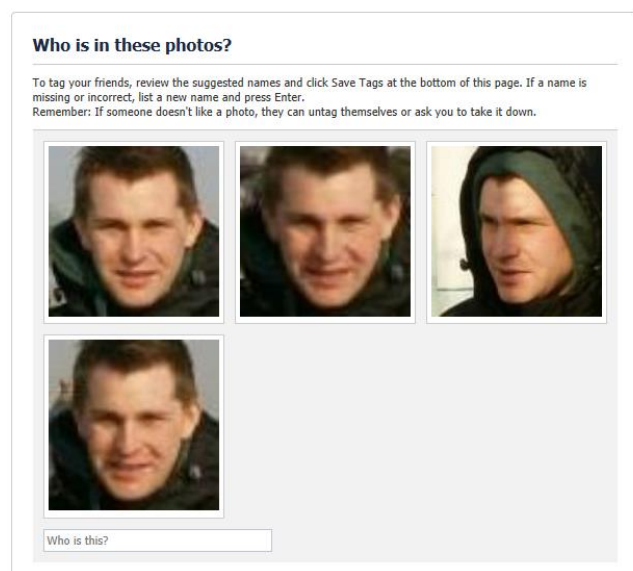 Who is in these photos?
To tag your friends, review the suggested names and click Save Tags at the bottom of this page. If a name is
missing or incorrect, list a new name and press Enter.
Remember: If someone doesn't like a photo, they can untag themselves or ask you to take it down.
Who is this?